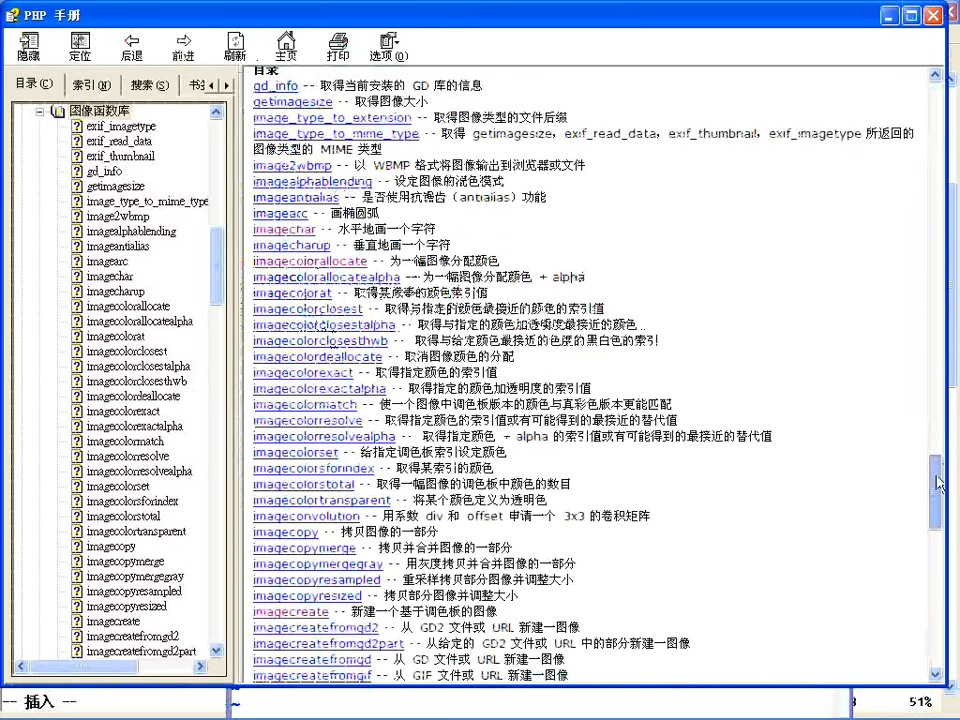 PHP 手册
隐藏 定位 后退 前进 刷新 主页 打印 选项(O)
目录(C) 索引(N) 搜索(S) 书签
图像函数库
exif_imagetype
exif_read_data
exif_thumbnail
gd_info
getimagesize
image_type_to_mime_type
image2wbmp
imagealphablending
imageantialias
imagearc
imagechar
imagecharup
imagecolorallocate
imagecolorallocatealpha
imagecolorat
imagecolorclosest
imagecolorclosestalpha
imagecolorclosesthwb
imagecolordeallocate
imagecolorexact
imagecolorexactalpha
imagecolormatch
imagecolorresolve
imagecolorresolvealpha
imagecolorset
imagecolorsforindex
imagecolorstotal
imagecolortransparent
imagecopy
imagecopymerge
imagecopymergegray
imagecopyresampled
imagecopyresized
imagecreate
imagecreatefromgd2
imagecreatefromgd2part
目录
gd_info -- 取得当前安装的 GD 库的信息
getimagesize -- 取得图像大小
image_type_to_extension -- 取得图像类型的文件后缀
image_type_to_mime_type -- 取得 getimagesize，exif_read_data，exif_thumbnail，exif_imagetype 所返回的
图像类型的 MIME 类型
image2wbmp -- 以 WBMP 格式将图像输出到浏览器或文件
imagealphablending -- 设定图像的混色模式
imageantialias -- 是否使用抗锯齿（antialias）功能
imagearc -- 画椭圆弧
imagechar -- 水平地画一个字符
imagecharup -- 垂直地画一个字符
imagecolorallocate -- 为一幅图像分配颜色
imagecolorallocatealpha -- 为一幅图像分配颜色 + alpha
imagecolorat -- 取得某像素的颜色索引值
imagecolorclosest -- 取得与指定的颜色最接近的颜色的索引值
imagecolorclosestalpha -- 取得与指定的颜色加透明度最接近的颜色
imagecolorclosesthwb -- 取得与给定颜色最接近的色度的黑白色的索引
imagecolordeallocate -- 取消图像颜色的分配
imagecolorexact -- 取得指定颜色的索引值
imagecolorexactalpha -- 取得指定的颜色加透明度的索引值
imagecolormatch -- 使一个图像中调色板版本的颜色与真彩色版本更能匹配
imagecolorresolve -- 取得指定颜色的索引值或有可能得到的最接近的替代值
imagecolorresolvealpha -- 取得指定颜色 + alpha 的索引值或有可能得到的最接近的替代值
imagecolorset -- 给指定调色板索引设定颜色
imagecolorsforindex -- 取得某索引的颜色
imagecolorstotal -- 取得一幅图像的调色板中颜色的数目
imagecolortransparent -- 将某个颜色定义为透明色
imageconvolution -- 用系数 div 和 offset 申请一个 3x3 的卷积矩阵
imagecopy -- 拷贝图像的一部分
imagecopymerge -- 拷贝并合并图像的一部分
imagecopymergegray -- 用灰度拷贝并合并图像的一部分
imagecopyresampled -- 重采样拷贝部分图像并调整大小
imagecopyresized -- 拷贝部分图像并调整大小
imagecreate -- 新建一个基于调色板的图像
imagecreatefromgd2 -- 从 GD2 文件或 URL 新建一图像
imagecreatefromgd2part -- 从给定的 GD2 文件或 URL 中的部分新建一图像
imagecreatefromgd -- 从 GD 文件或 URL 新建一图像
imagecreatefromgif -- 从 GIF 文件或 URL 新建一图像
-- 插入 -- ~ 51%